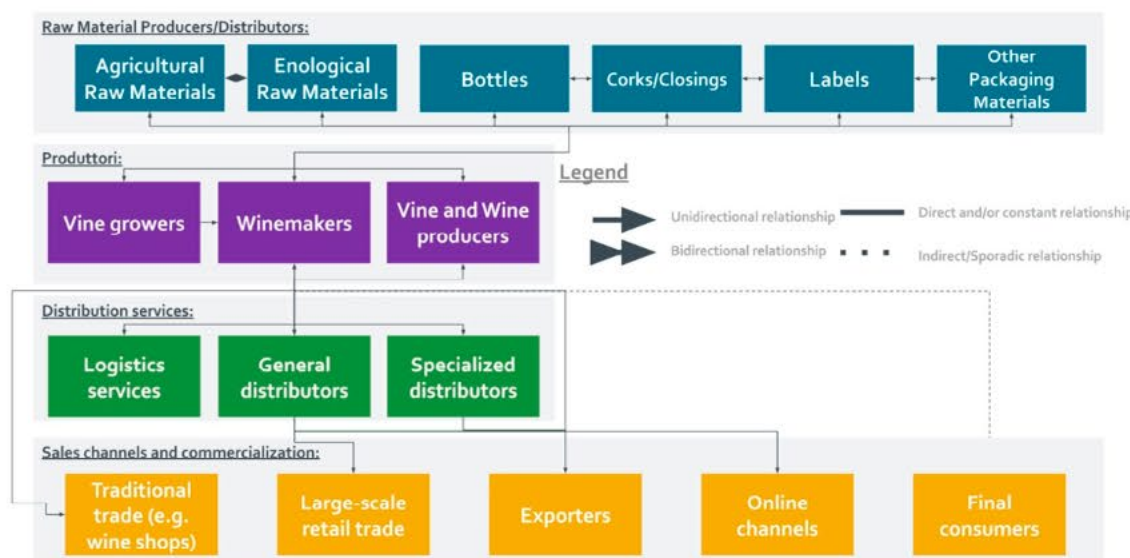 Raw Material Producers/Distributors:
Agricultural
Raw Materials
Enological
Raw Materials
Bottles
Corks/Closings
Labels
Other
Packaging
Materials
Produttori:
Vine growers
Winemakers
Vine and Wine
producers
Legend
Unidirectional relationship
Direct and/or constant relationship
Bidirectional relationship
Indirect/Sporadic relationship
Distribution services:
Logistics
services
General
distributors
Specialized
distributors
Sales channels and commercialization:
Traditional
trade (e.g.
wine shops)
Large-scale
retail trade
Exporters
Online
channels
Final
consumers